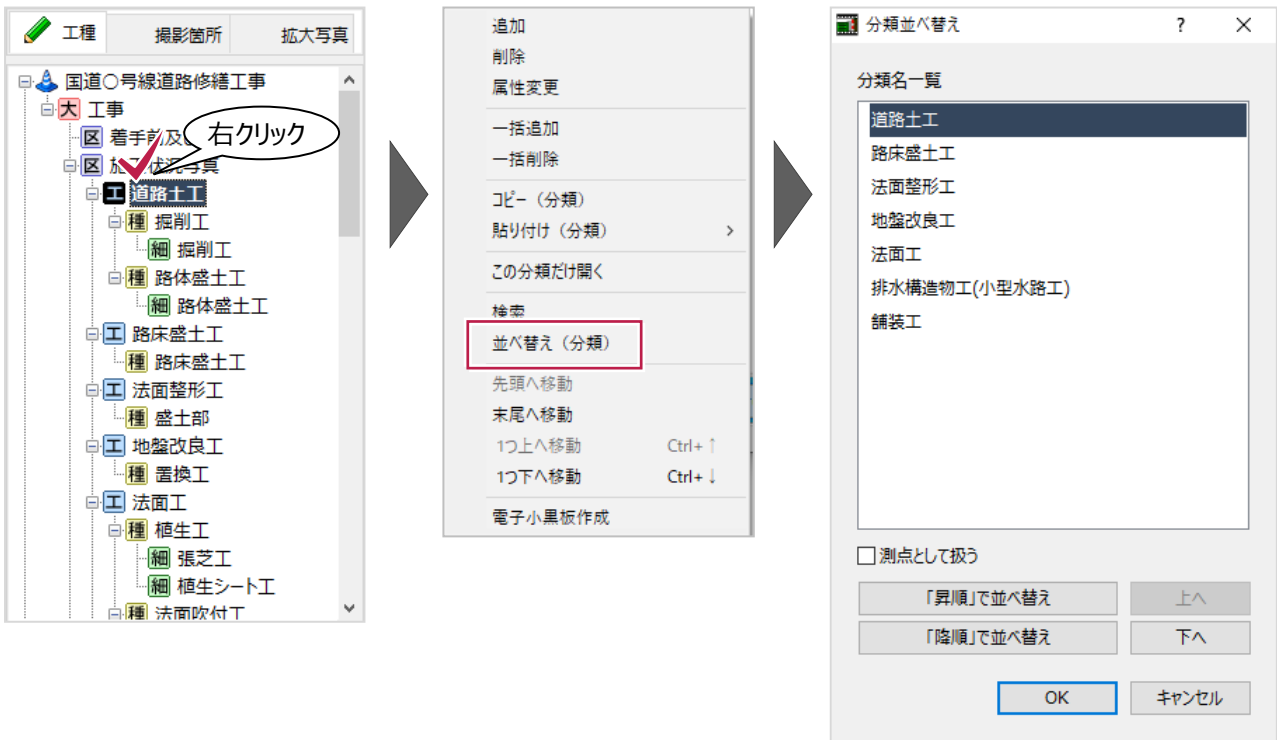 工種 撮影箇所 拡大写真
国道○号線道路修繕工事
大 工事
区 着手前及
右クリック
区 施工状況写真
工 道路土工
種 掘削工
細 掘削工
種 路体盛土工
細 路体盛土工
工 路床盛土工
種 路床盛土工
工 法面整形工
種 盛土部
工 地盤改良工
種 置換工
工 法面工
種 植生工
細 張芝工
細 植生シート工
種 法面吹付工
追加
削除
属性変更
一括追加
一括削除
コピー（分類）
貼り付け（分類） >
この分類だけ開く
検索
並べ替え（分類）
先頭へ移動
末尾へ移動
1つ上へ移動 Ctrl+↑
1つ下へ移動 Ctrl+↓
電子小黒板作成
分類並べ替え ? ×
分類名一覧
道路土工
路床盛土工
法面整形工
地盤改良工
法面工
排水構造物工(小型水路工)
舗装工
測点として扱う
「昇順」で並べ替え 上へ
「降順」で並べ替え 下へ
OK キャンセル